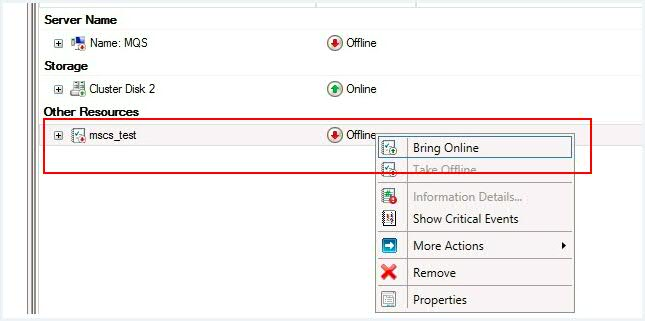 Server Name
Name: MQS Offline
Storage
Cluster Disk 2 Online
Other Resources
mscs_test Offline
Bring Online
Take Offline
Information Details...
Show Critical Events
More Actions
Remove
Properties